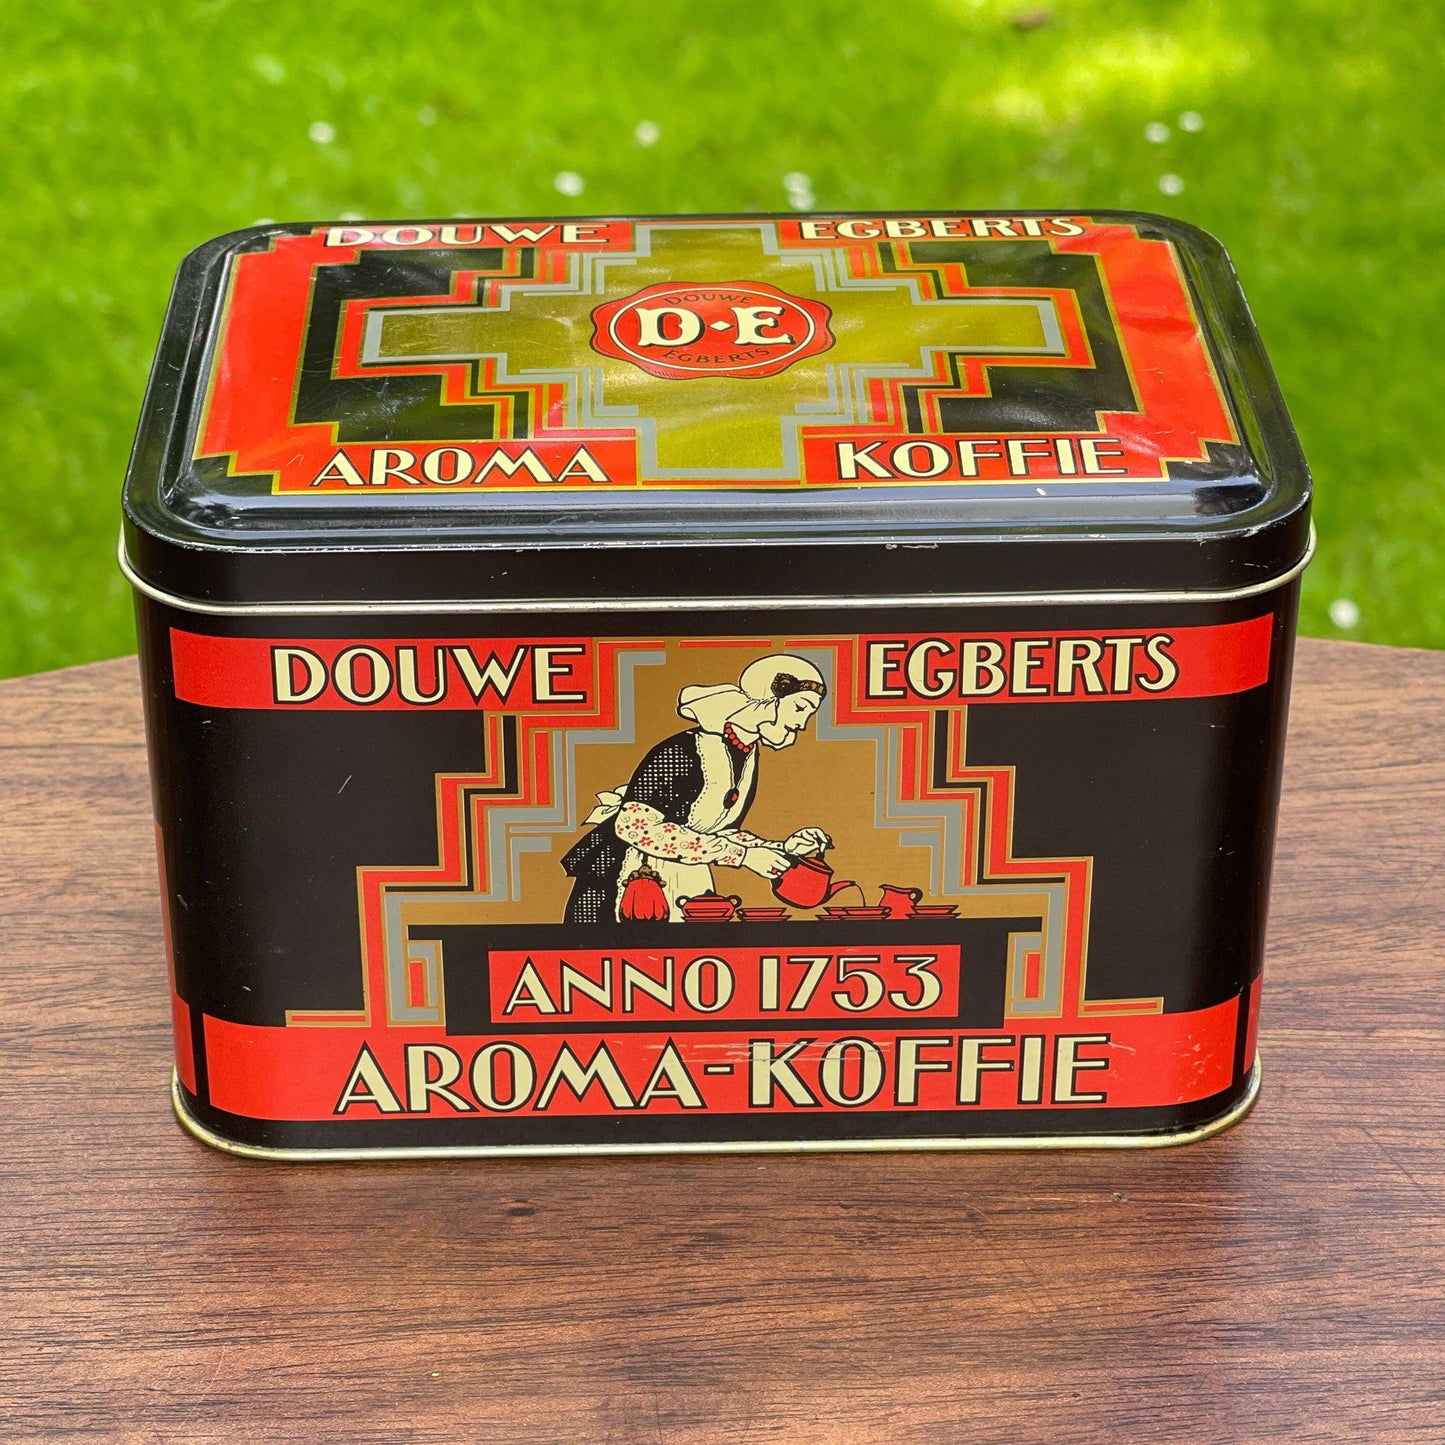 DOUWE EGBERTS
DOUWE
D·E
EGBERTS
AROMA KOFFIE
DOUWE EGBERTS
ANNO 1753
AROMA-KOFFIE